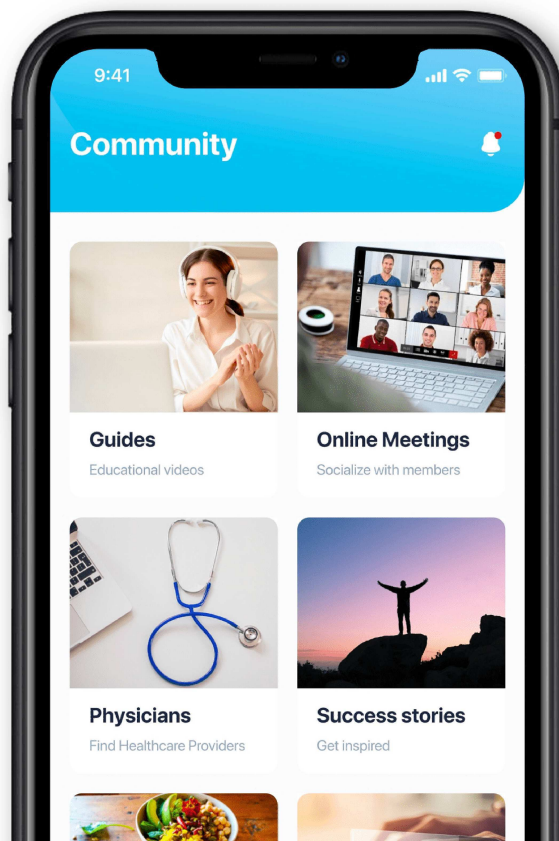 9:41
Community
Guides
Educational videos
Online Meetings
Socialize with members
Physicians
Find Healthcare Providers
Success stories
Get inspired